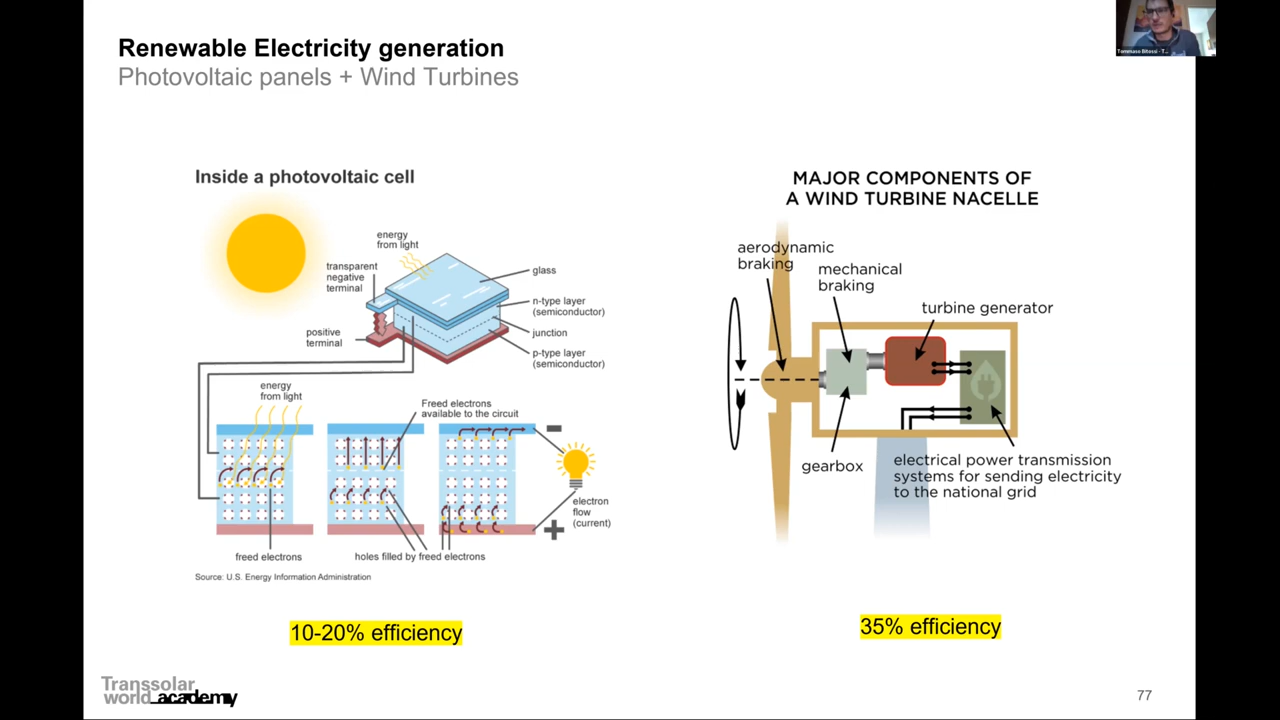 Renewable Electricity generation
Photovoltaic panels + Wind Turbines
Tommaso Bitossi - T...
Inside a photovoltaic cell
energy
from light
transparent
negative
terminal
positive
terminal
glass
n-type layer
(semiconductor)
junction
p-type layer
(semiconductor)
energy
from light
Freed electrons
available to the circuit
electron
flow
(current)
freed electrons
holes filled by freed electrons
Source: U.S. Energy Information Administration
10-20% efficiency
MAJOR COMPONENTS OF
A WIND TURBINE NACELLE
aerodynamic
braking
mechanical
braking
turbine generator
gearbox
electrical power transmission
systems for sending electricity
to the national grid
35% efficiency
Transsolar
world academy
77